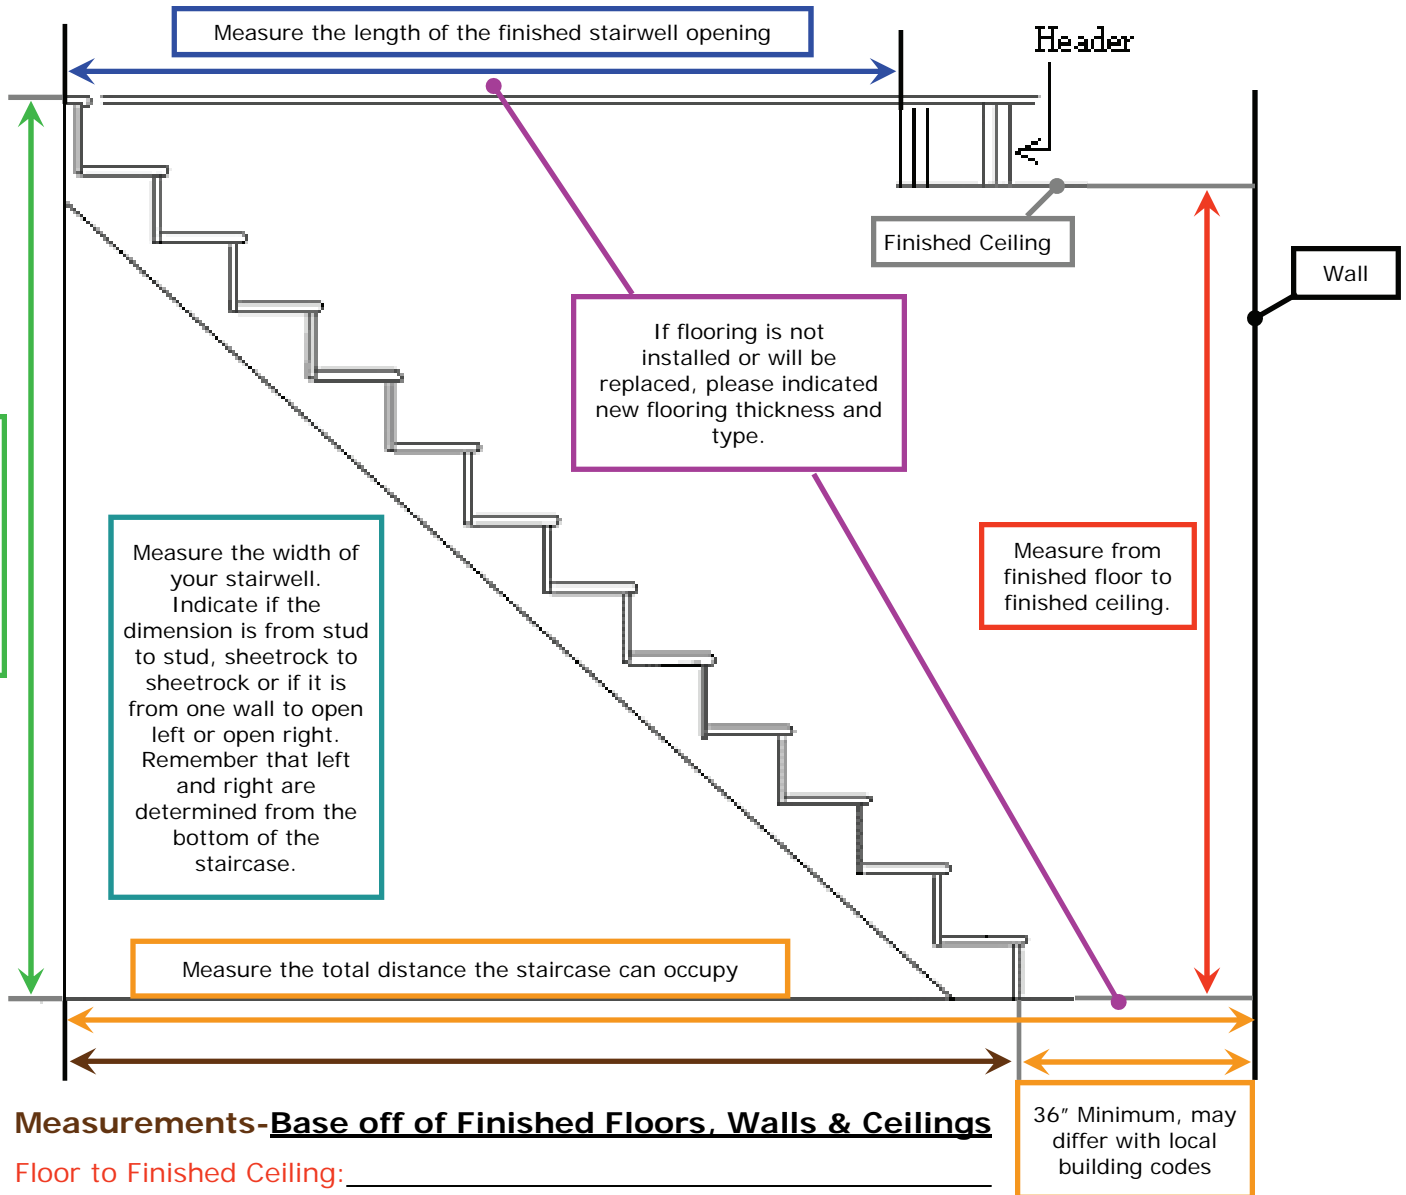 Measure the length of the finished stairwell opening
Header
Finished Ceiling
Wall
If flooring is not
installed or will be
replaced, please indicated
new flooring thickness and
type.
Measure from
finished floor to
finished ceiling.
Measure the width of
your stairwell.
Indicate if the
dimension is from stud
to stud, sheetrock to
sheetrock or if it is
from one wall to open
left or open right.
Remember that left
and right are
determined from the
bottom of the
staircase.
Measure the total distance the staircase can occupy
36" Minimum, may
differ with local
building codes
Measurements-Base off of Finished Floors, Walls & Ceilings
Floor to Finished Ceiling: